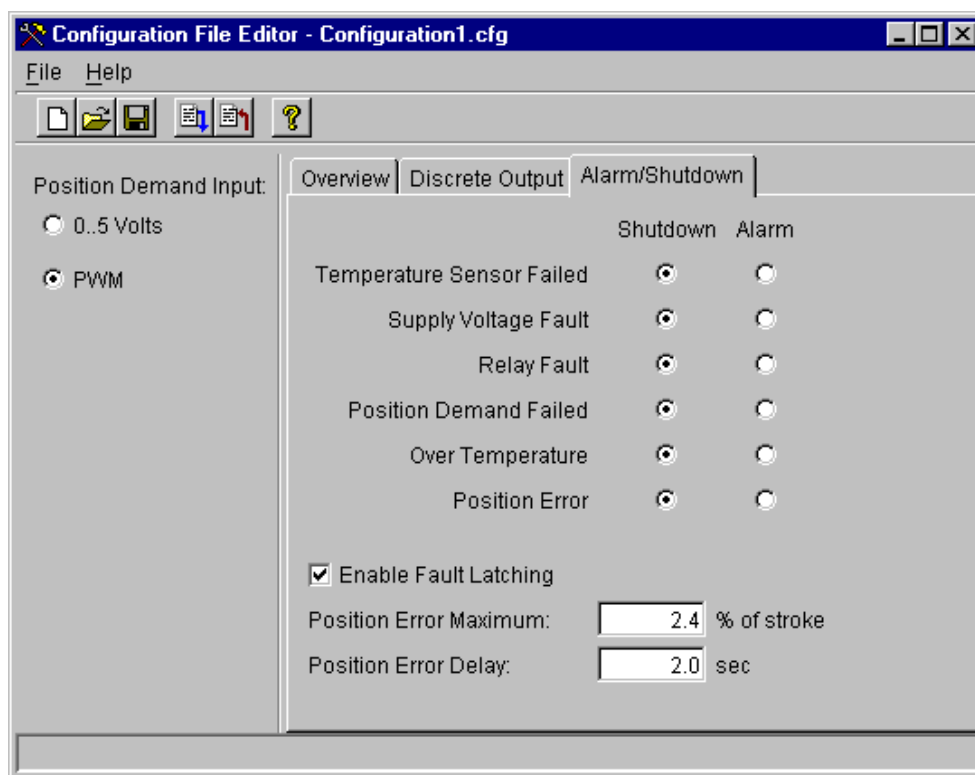 Configuration File Editor - Configuration1.cfg
File Help
Position Demand Input:
0..5 Volts
PWM
Overview Discrete Output Alarm/Shutdown
Shutdown Alarm
Temperature Sensor Failed
Supply Voltage Fault
Relay Fault
Position Demand Failed
Over Temperature
Position Error
Enable Fault Latching
Position Error Maximum: 2.4 % of stroke
Position Error Delay: 2.0 sec